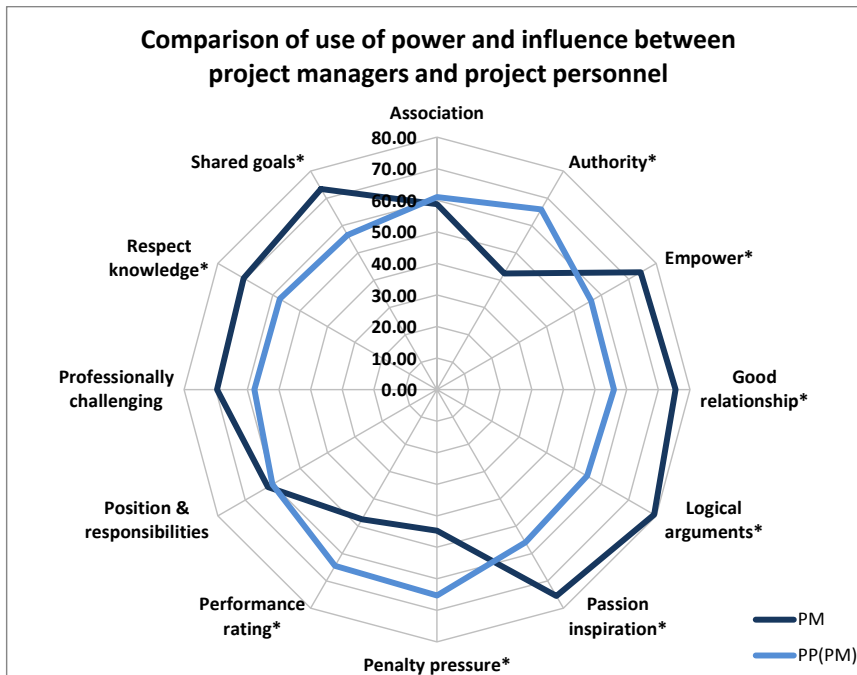 Comparison of use of power and influence between
project managers and project personnel
Association
Authority*
Empower*
Good
relationship*
Logical
arguments*
Passion
inspiration*
Penalty pressure*
Performance
rating*
Position &
responsibilities
Professionally
challenging
Respect
knowledge*
Shared goals*
80.00
70.00
60.00
50.00
40.00
30.00
20.00
10.00
0.00
PM
PP(PM)